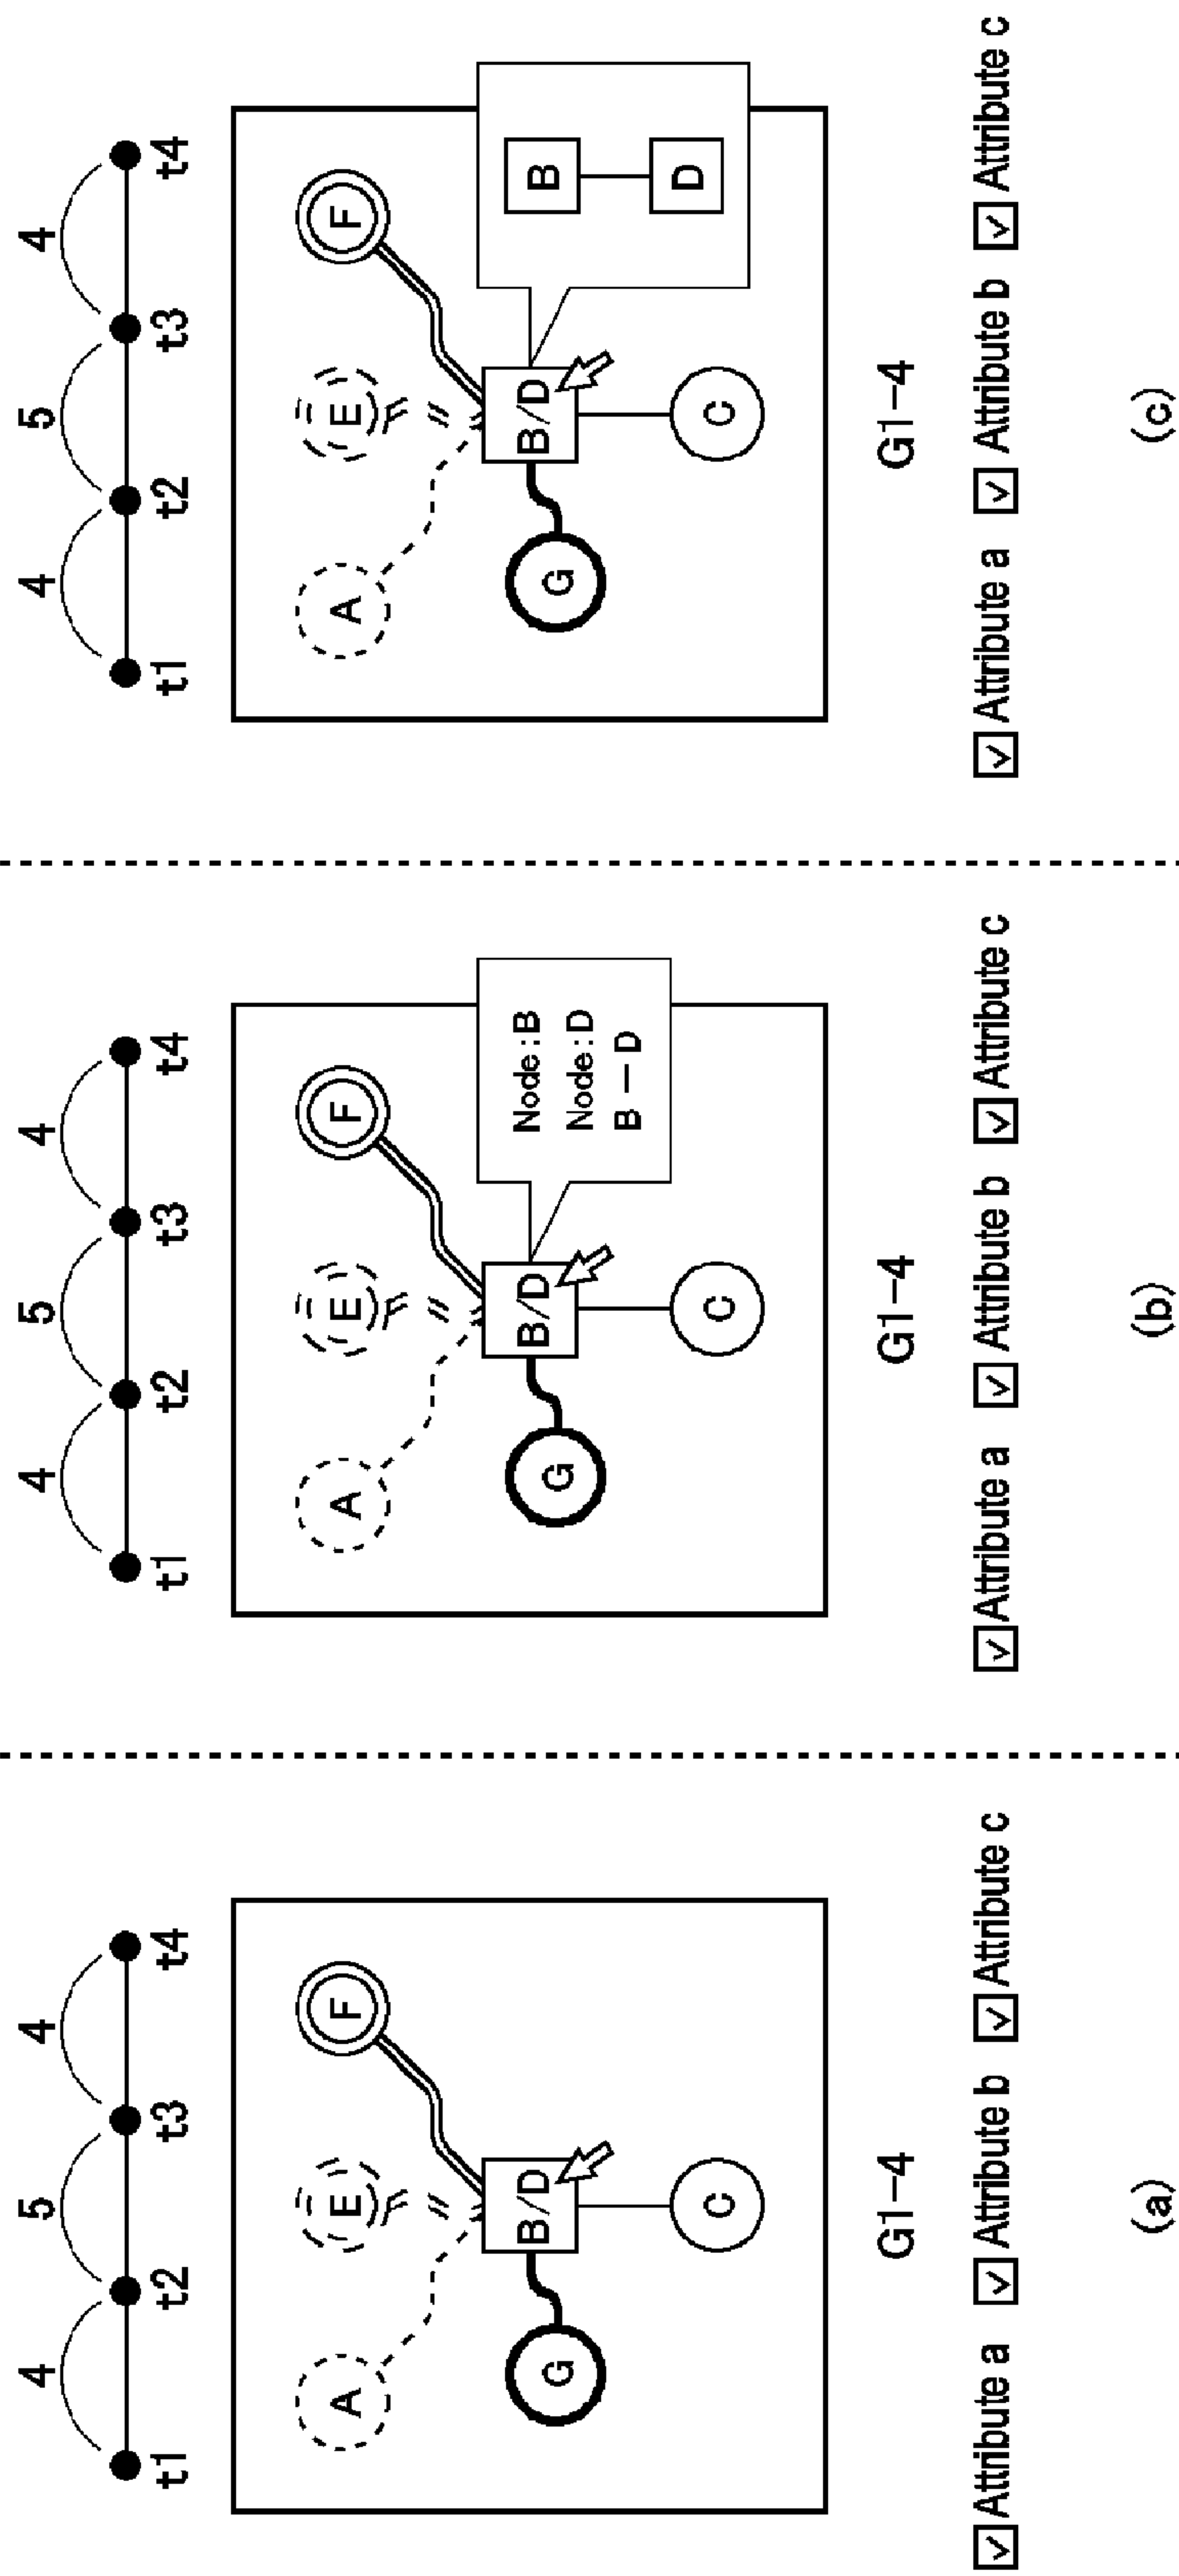 4 5 4
t1 t2 t3 t4
A E F
G B/D
C
G1-4
Attribute a Attribute b Attribute c
(a)
4 5 4
t1 t2 t3 t4
A E F
G B/D
Node:B
Node:D
B — D
C
G1-4
Attribute a Attribute b Attribute c
(b)
4 5 4
t1 t2 t3 t4
A E F
G B/D
B
D
C
G1-4
Attribute a Attribute b Attribute c
(c)